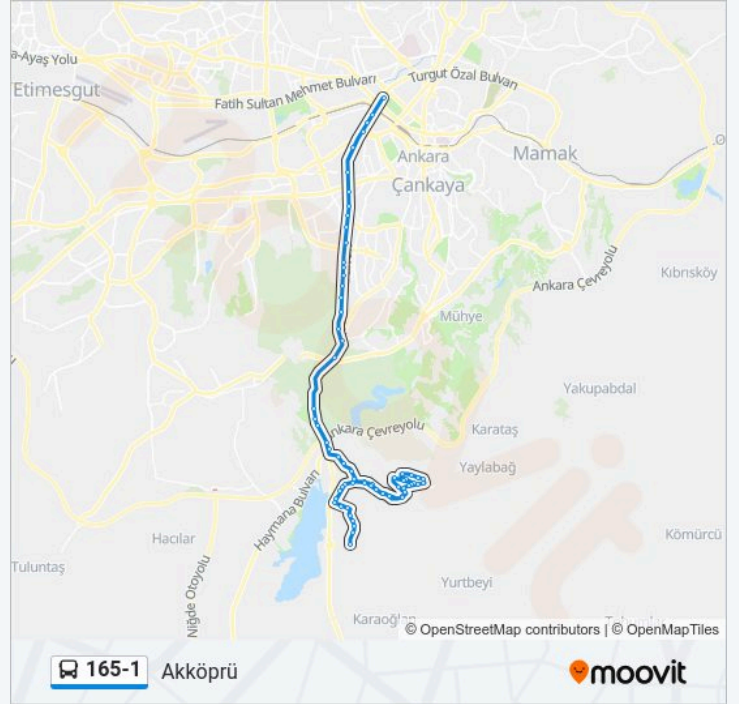 a-Ayaş Yolu
Etimesgut
Fatih Sultan Mehmet Bulvarı
Turgut Özal Bulvarı
Ankara
Çankaya
Mamak
Kıbrısköy
Ankara Çevreyolu
Mühye
Yakupabdal
nkara Çevreyolu
Karataş
Yaylabağ
Haymana Bulvarı
Hacılar
Kömürcü
Tuluntaş
Niğde Otoyolu
Yurtbeyi
Karaoğlan
© OpenStreetMap contributors | © OpenMapTiles
165-1 Akköprü
moovit